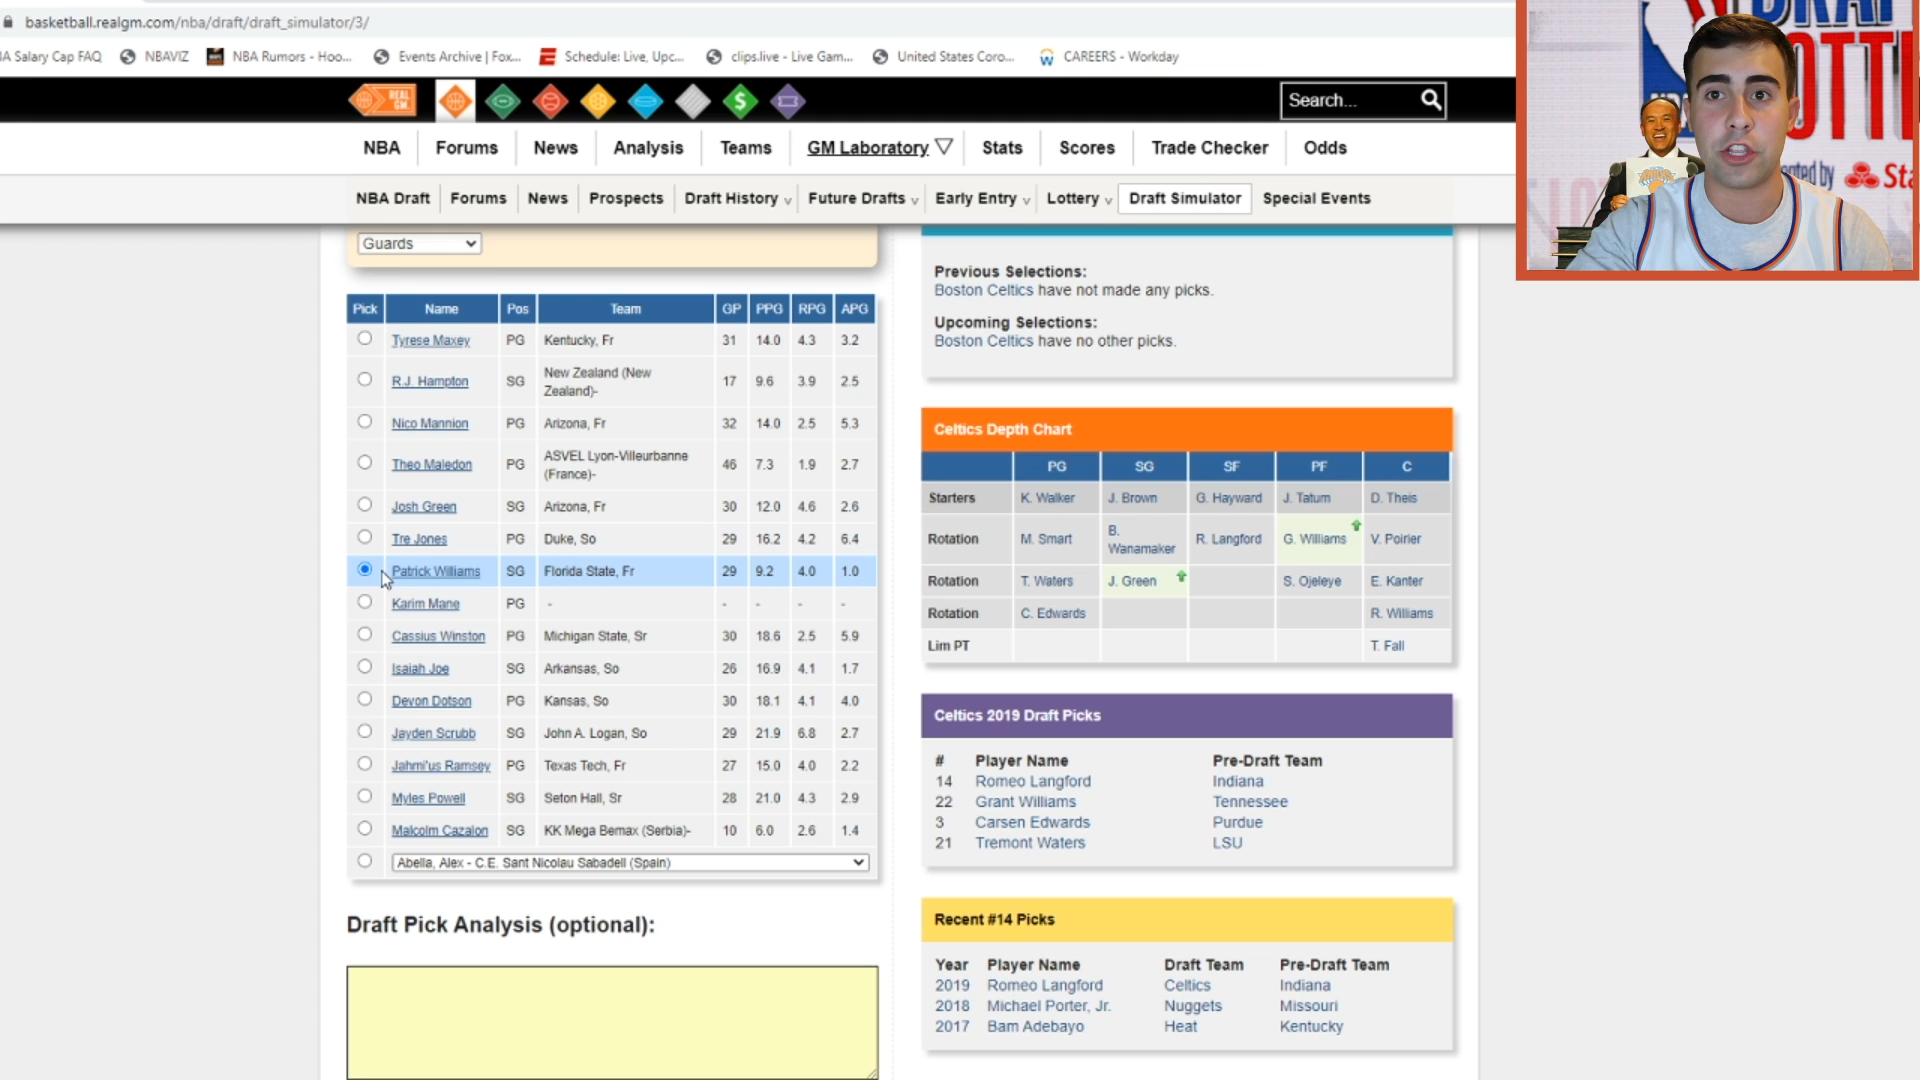 basketball.realgm.com/nba/draft/draft_simulator/3/
A Salary Cap FAQ NBAVIZ NBA Rumors - Hoo... Events Archive | Fox... Schedule: Live, Upc... clips.live - Live Gam... United States Coro... CAREERS - Workday
REAL GM. Search...
NBA Forums News Analysis Teams GM Laboratory Stats Scores Trade Checker Odds
NBA Draft Forums News Prospects Draft History Future Drafts Early Entry Lottery Draft Simulator Special Events
Guards
Pick Name Pos Team GP PPG RPG APG
Tyrese Maxey PG Kentucky, Fr 31 14.0 4.3 3.2
R.J. Hampton SG New Zealand (New Zealand)- 17 9.6 3.9 2.5
Nico Mannion PG Arizona, Fr 32 14.0 2.5 5.3
Theo Maledon PG ASVEL Lyon-Villeurbanne (France)- 46 7.3 1.9 2.7
Josh Green SG Arizona, Fr 30 12.0 4.6 2.6
Tre Jones PG Duke, So 29 16.2 4.2 6.4
Patrick Williams SG Florida State, Fr 29 9.2 4.0 1.0
Karim Mane PG - - - - -
Cassius Winston PG Michigan State, Sr 30 18.6 2.5 5.9
Isaiah Joe SG Arkansas, So 26 16.9 4.1 1.7
Devon Dotson PG Kansas, So 30 18.1 4.1 4.0
Jayden Scrubb SG John A. Logan, So 29 21.9 6.8 2.7
Jahmi'us Ramsey PG Texas Tech, Fr 27 15.0 4.0 2.2
Myles Powell SG Seton Hall, Sr 28 21.0 4.3 2.9
Malcolm Cazalon SG KK Mega Bemax (Serbia)- 10 6.0 2.6 1.4
Abella, Alex - C.E. Sant Nicolau Sabadell (Spain)
Draft Pick Analysis (optional):
Previous Selections:
Boston Celtics have not made any picks.
Upcoming Selections:
Boston Celtics have no other picks.
Celtics Depth Chart
PG SG SF PF C
Starters K. Walker J. Brown G. Hayward J. Tatum D. Theis
Rotation M. Smart B. Wanamaker R. Langford G. Williams V. Poirier
Rotation T. Waters J. Green S. Ojeleye E. Kanter
Rotation C. Edwards R. Williams
Lim PT T. Fall
Celtics 2019 Draft Picks
# Player Name Pre-Draft Team
14 Romeo Langford Indiana
22 Grant Williams Tennessee
3 Carsen Edwards Purdue
21 Tremont Waters LSU
Recent #14 Picks
Year Player Name Draft Team Pre-Draft Team
2019 Romeo Langford Celtics Indiana
2018 Michael Porter, Jr. Nuggets Missouri
2017 Bam Adebayo Heat Kentucky